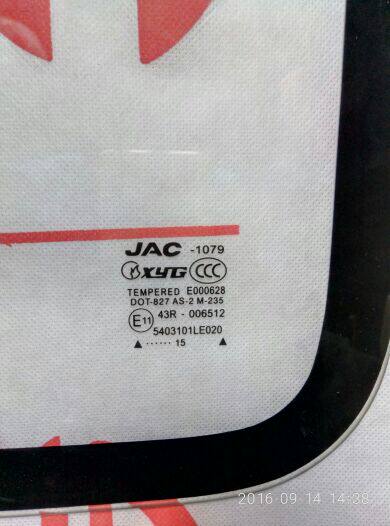 JAC -1079
XYG CCC
TEMPERED E000628
DOT-827 AS-2 M-235
E11 43R - 006512
5403101LE020
▲ ······ 15 ▲
2016-09-14 14:38